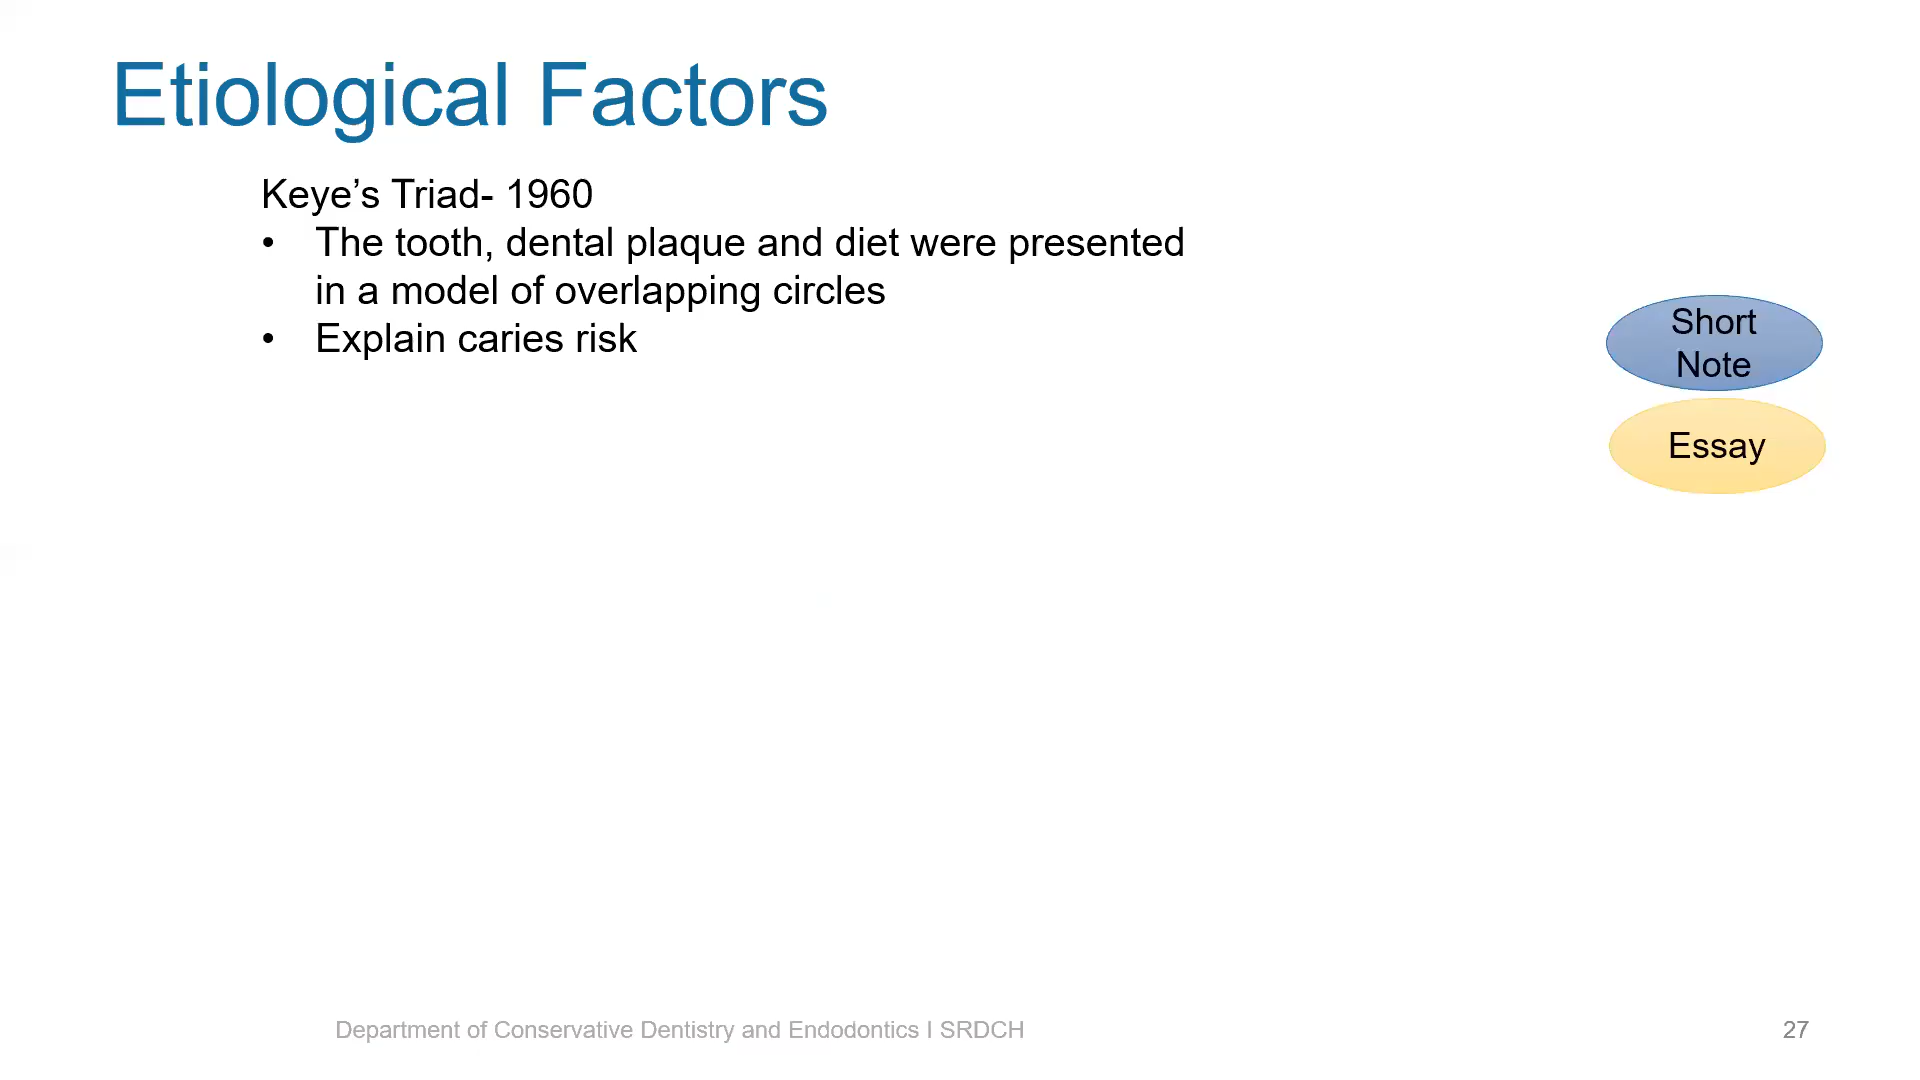 Etiological Factors
Keye’s Triad- 1960
• The tooth, dental plaque and diet were presented
in a model of overlapping circles
• Explain caries risk
Short
Note
Essay
Department of Conservative Dentistry and Endodontics I SRDCH
27